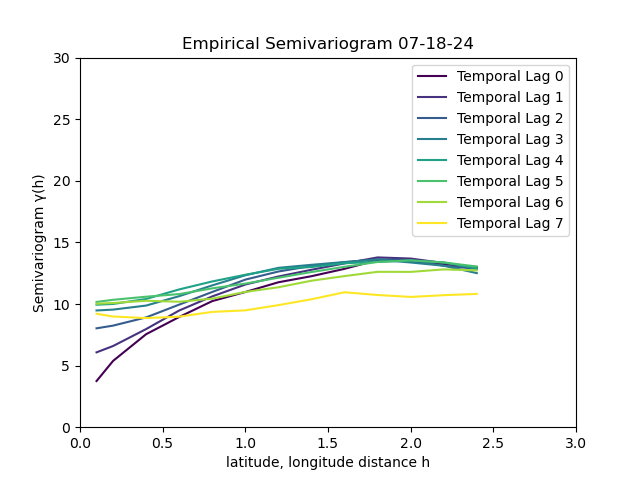 Empirical Semivariogram 07-18-24
Semivariogram γ(h)
30
25
20
15
10
5
0
Temporal Lag 0
Temporal Lag 1
Temporal Lag 2
Temporal Lag 3
Temporal Lag 4
Temporal Lag 5
Temporal Lag 6
Temporal Lag 7
0.0 0.5 1.0 1.5 2.0 2.5 3.0
latitude, longitude distance h